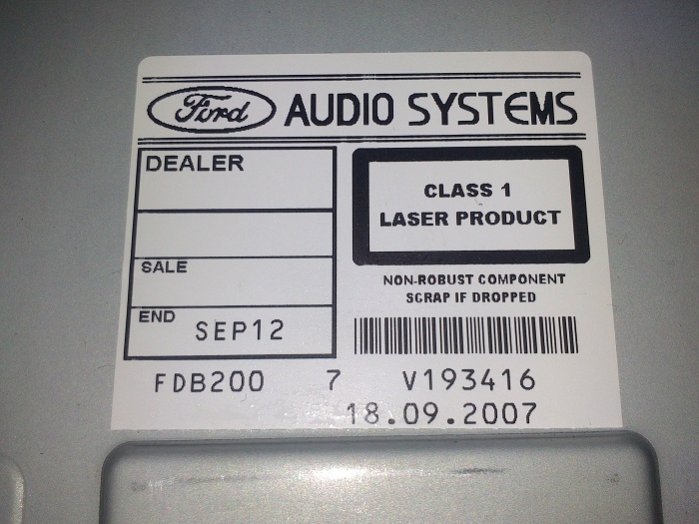 Ford AUDIO SYSTEMS
DEALER
SALE
END SEP12
CLASS 1
LASER PRODUCT
NON-ROBUST COMPONENT
SCRAP IF DROPPED
FDB200 7 V193416
18.09.2007